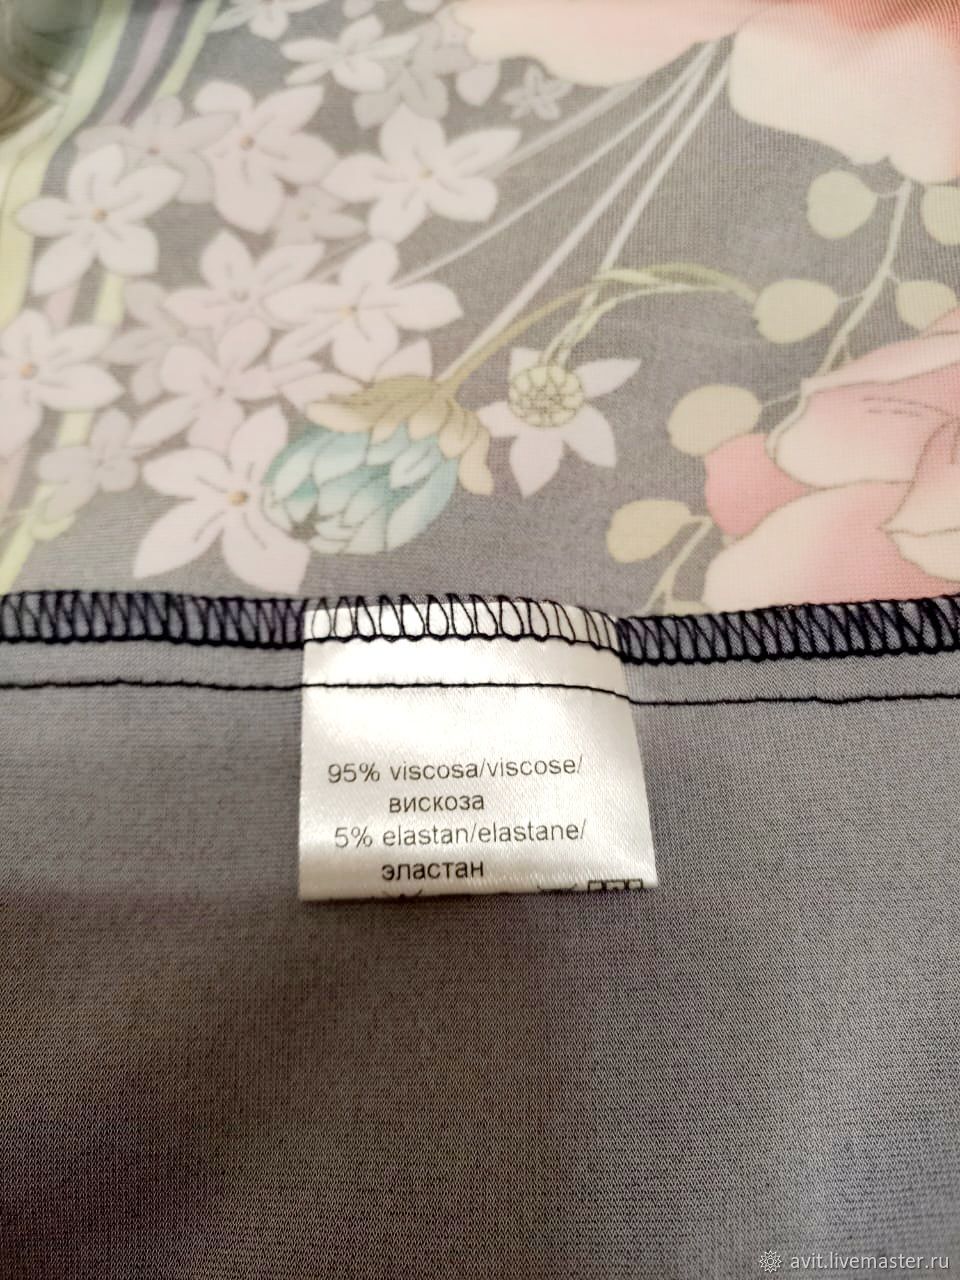 95% viscosa/viscose/
вискоза
5% elastan/elastane/
эластан
avit.livemaster.ru